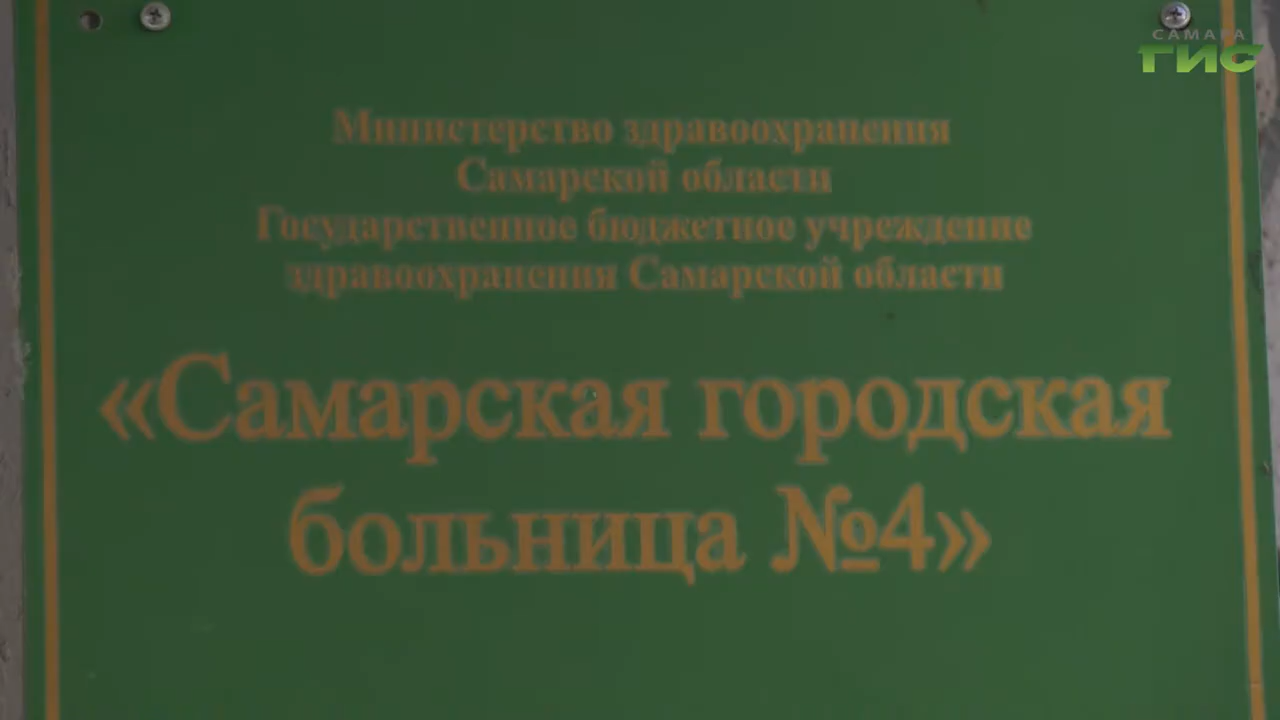 САМАРА
ГИС
Министерство здравоохранения
Самарской области
Государственное бюджетное учреждение
здравоохранения Самарской области
«Самарская городская
больница №4»